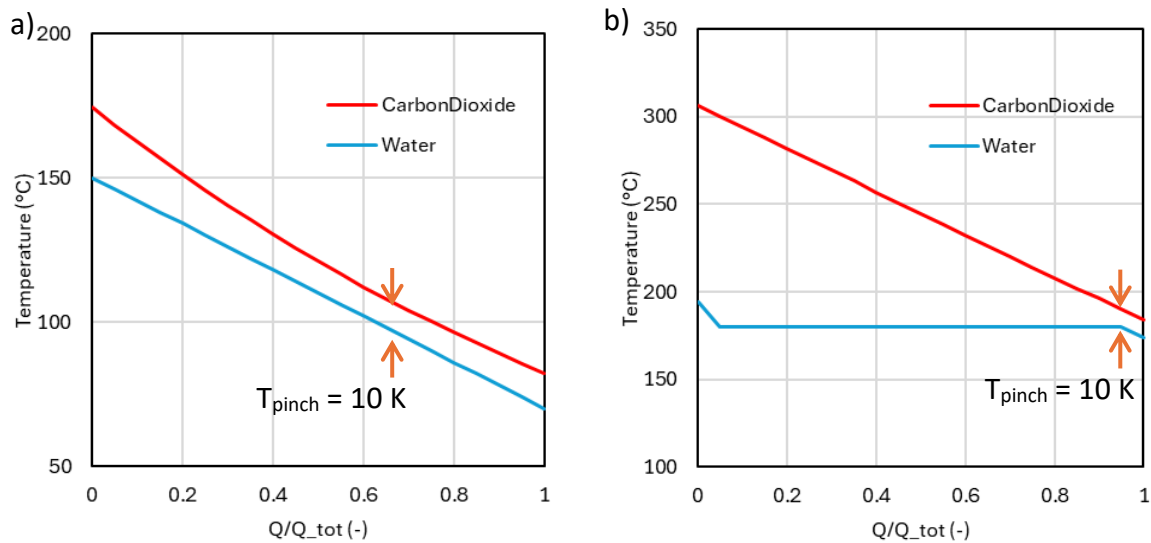 a)
200
150
100
50
Temperature (°C)
CarbonDioxide
Water
T_pinch = 10 K
0 0.2 0.4 0.6 0.8 1
Q/Q_tot (-)
b)
350
300
250
200
150
100
Temperature (°C)
CarbonDioxide
Water
T_pinch = 10 K
0 0.2 0.4 0.6 0.8 1
Q/Q_tot (-)